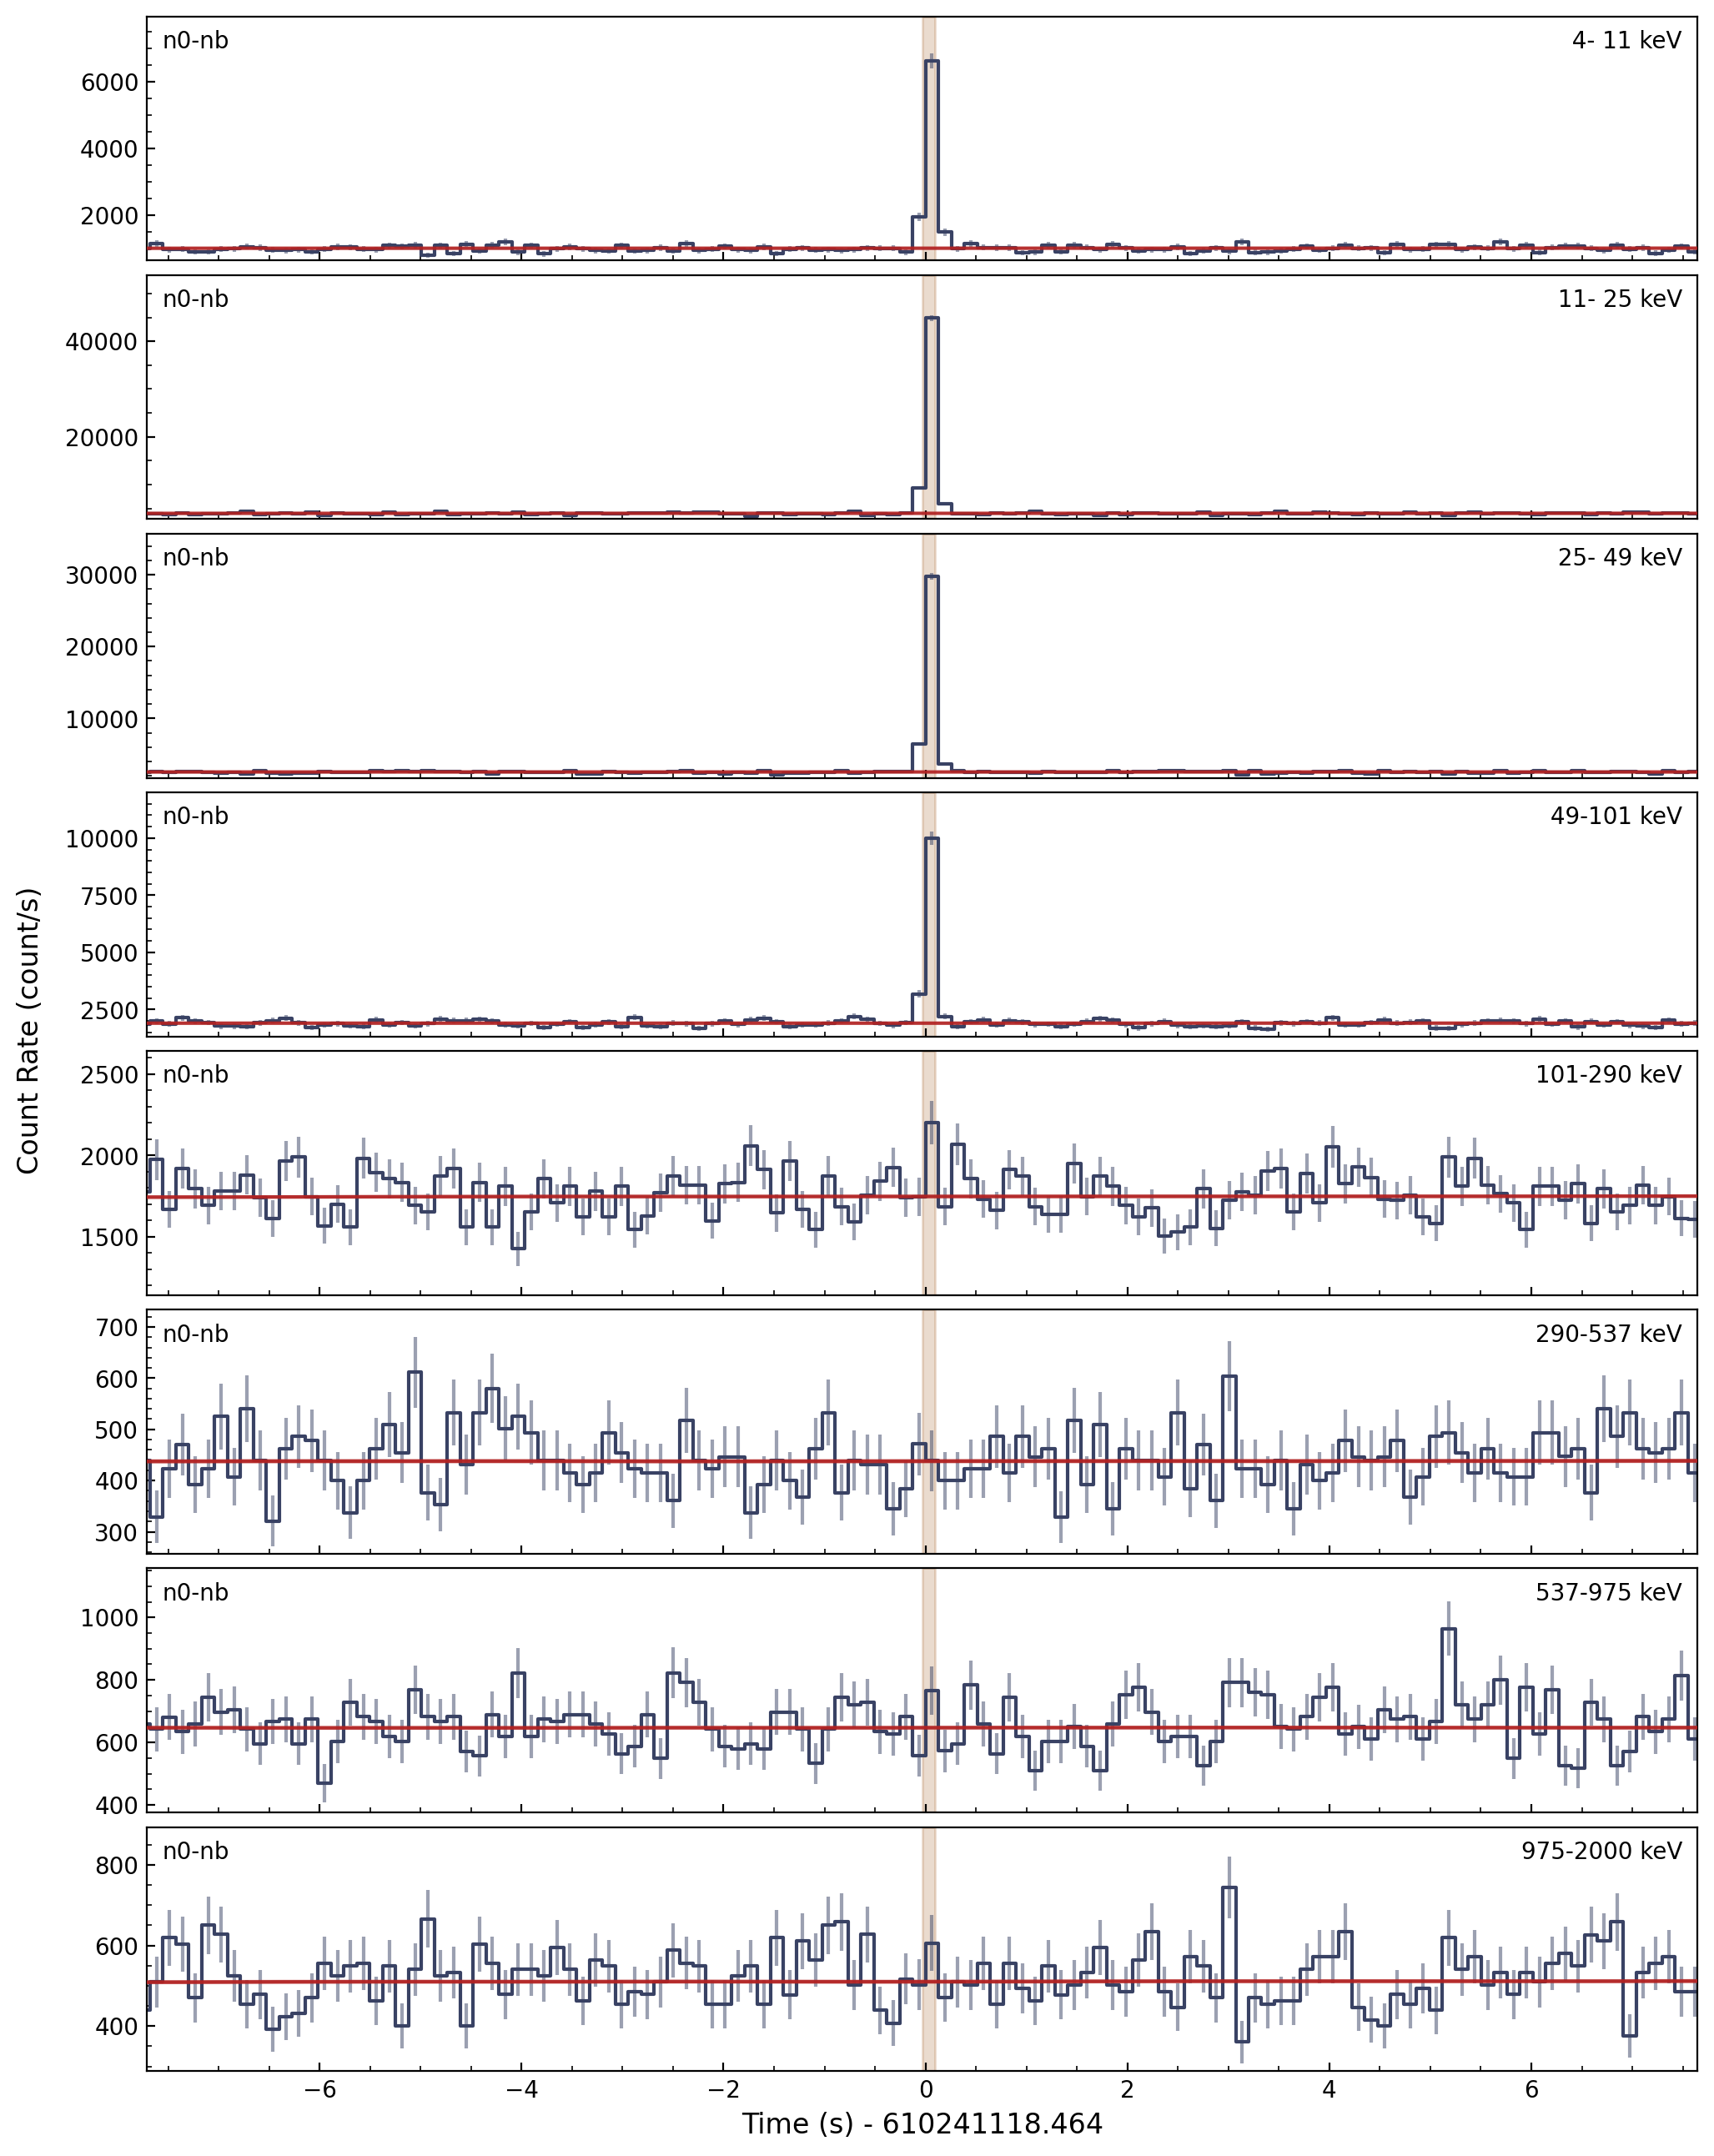 n0-nb 4- 11 keV
6000
4000
2000
n0-nb 11- 25 keV
40000
20000
n0-nb 25- 49 keV
30000
20000
10000
n0-nb 49-101 keV
10000
7500
5000
2500
Count Rate (count/s)
n0-nb 101-290 keV
2500
2000
1500
n0-nb 290-537 keV
700
600
500
400
300
n0-nb 537-975 keV
1000
800
600
400
n0-nb 975-2000 keV
800
600
400
−6 −4 −2 0 2 4 6
Time (s) - 610241118.464